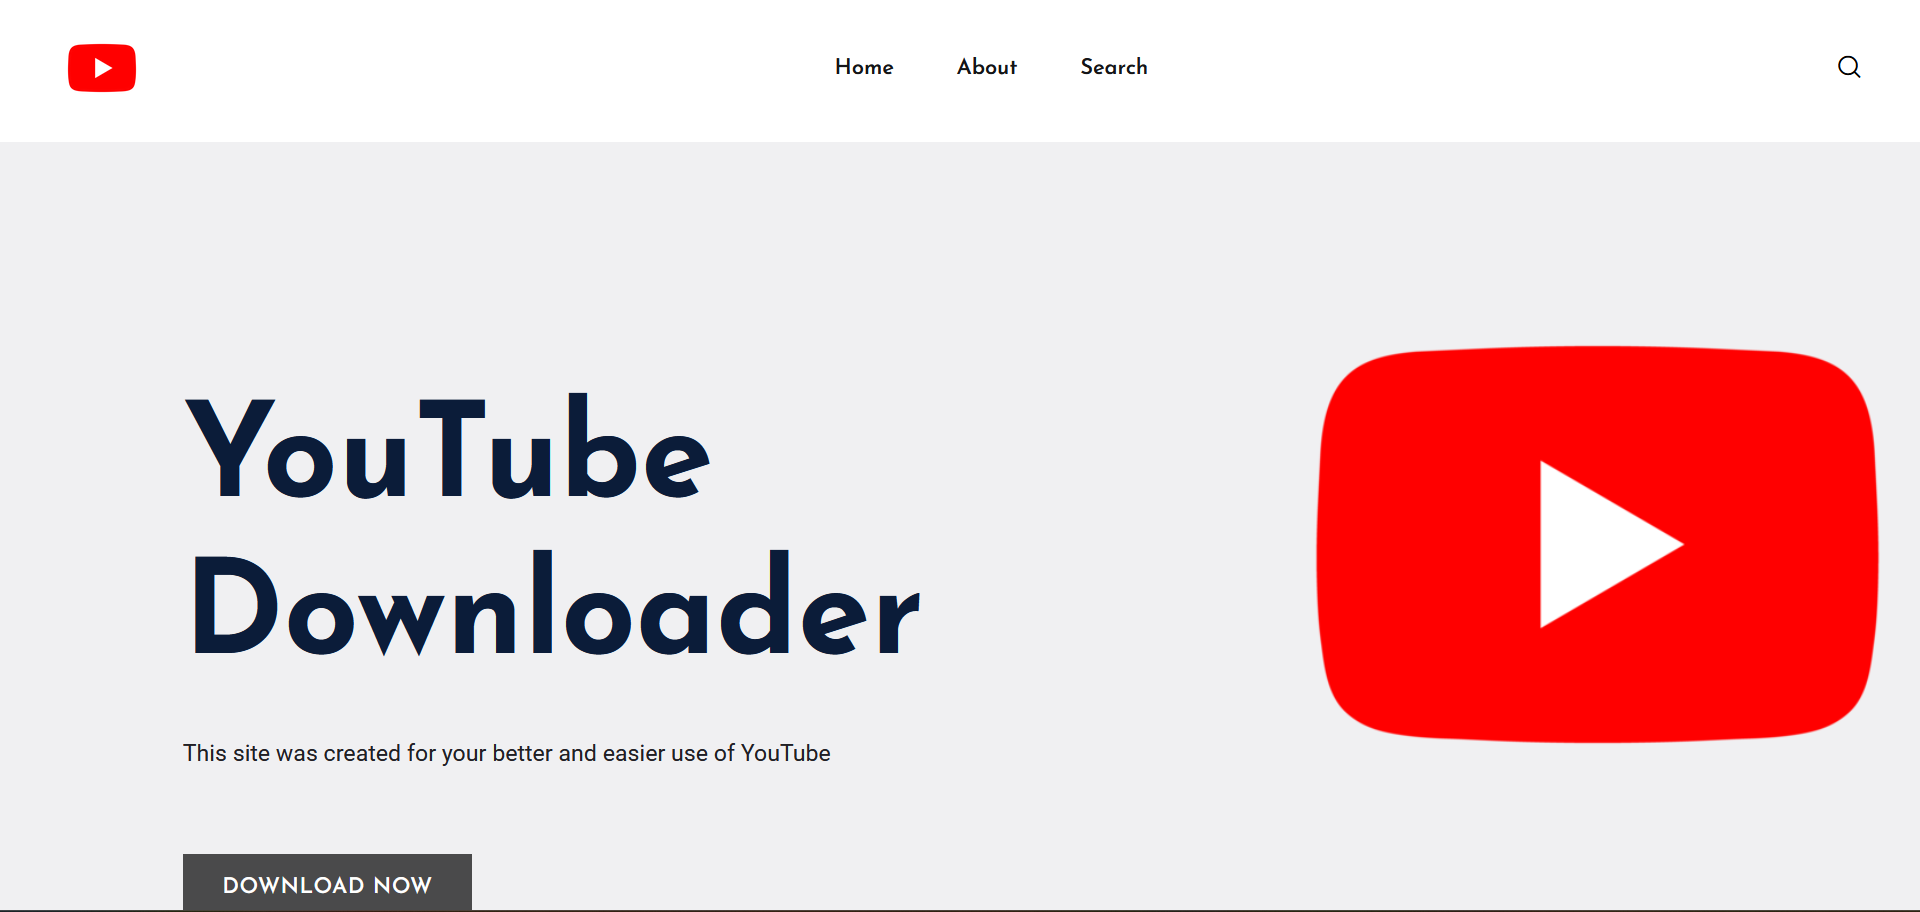 Home
About
Search
YouTube
Downloader
This site was created for your better and easier use of YouTube
DOWNLOAD NOW